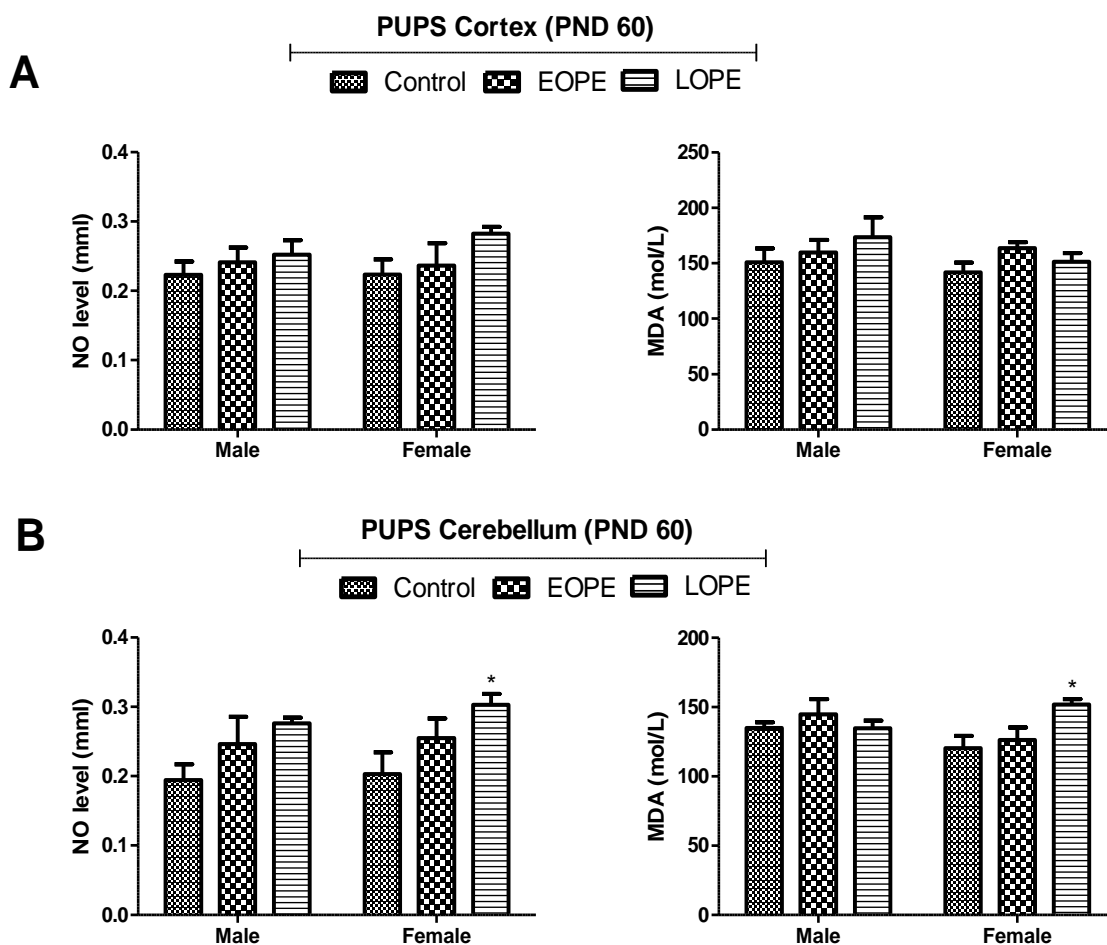 PUPS Cortex (PND 60)
A
Control EOPE LOPE
NO level (mml)
0.4
0.3
0.2
0.1
0.0
Male Female
MDA (mol/L)
250
200
150
100
50
0
Male Female
B
PUPS Cerebellum (PND 60)
Control EOPE LOPE
NO level (mml)
0.4
0.3
0.2
0.1
0.0
*
Male Female
MDA (mol/L)
200
150
100
50
0
*
Male Female